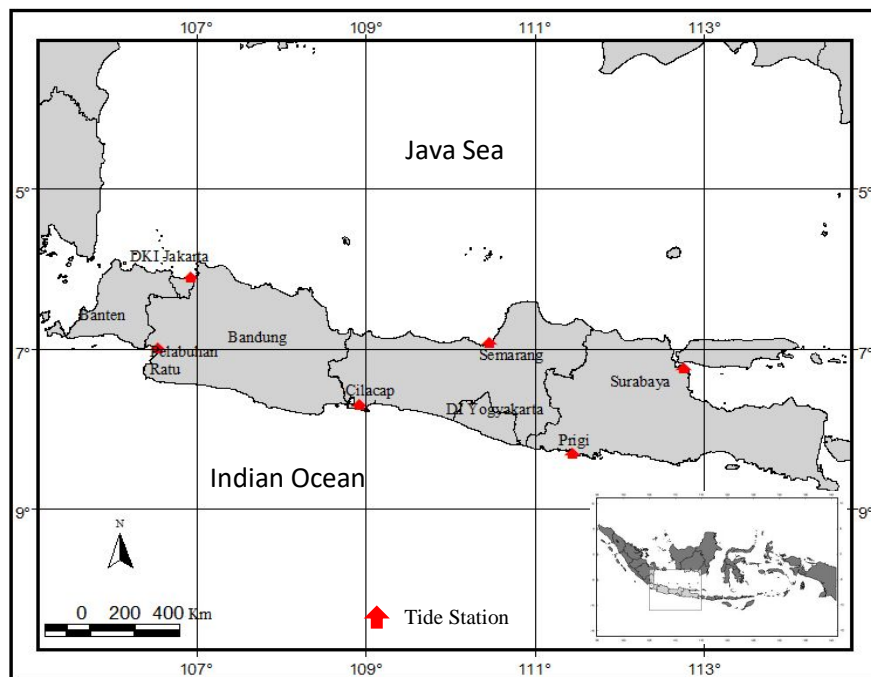 107°
109°
111°
113°
Java Sea
5°
5°
DKI Jakarta
Banten
Bandung
7°
7°
Pelabuhan
Ratu
Semarang
Surabaya
Cilacap
DI Yogyakarta
Prigi
Indian Ocean
9°
9°
N
0 200 400 Km
Tide Station
107°
109°
111°
113°